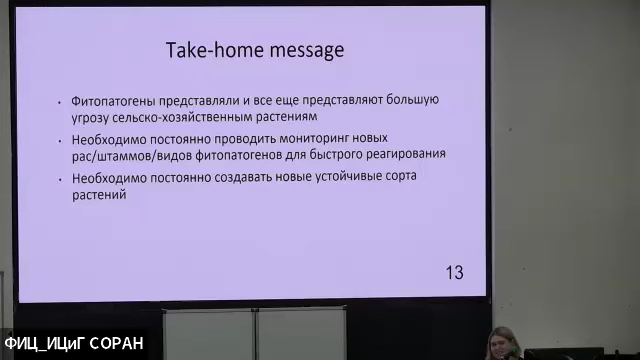 Take-home message
• Фитопатогены представляли и все еще представляют большую
угрозу сельско-хозяйственным растениям
• Необходимо постоянно проводить мониторинг новых
рас/штаммов/видов фитопатогенов для быстрого реагирования
• Необходимо постоянно создавать новые устойчивые сорта
растений
13
ФИЦ_ИЦиГ СОРАН